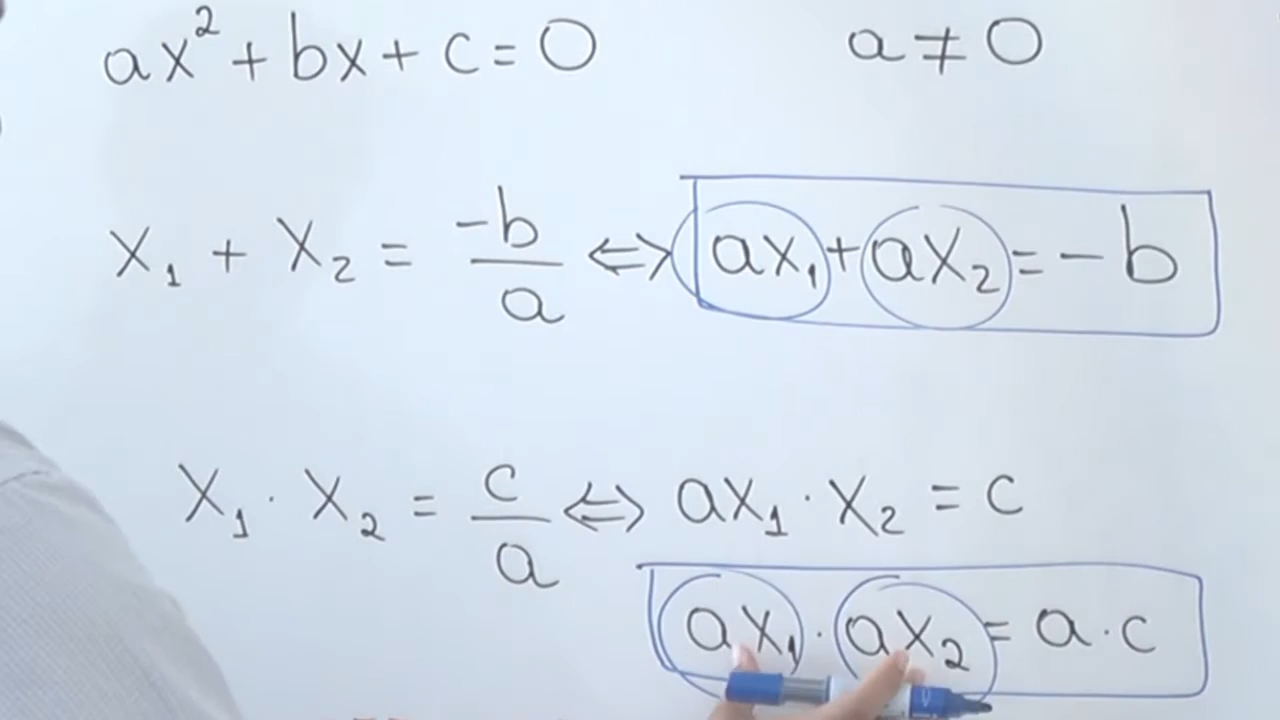 ax² + bx + c = 0 a ≠ 0
x₁ + x₂ = -b/a ⇔ ax₁ + ax₂ = -b
x₁ · x₂ = c/a ⇔ ax₁ · x₂ = c
ax₁ · ax₂ = a · c